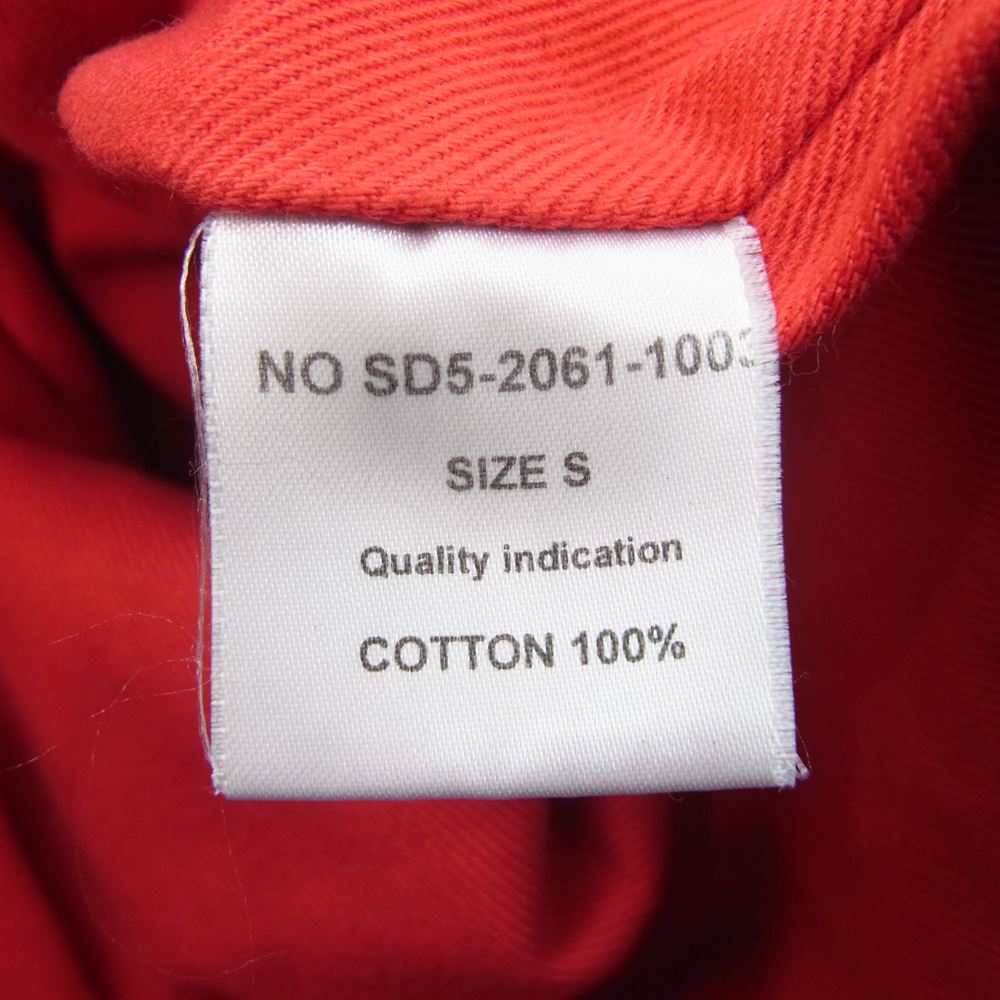 NO SD5-2061-100
SIZE S
Quality indication
COTTON 100%